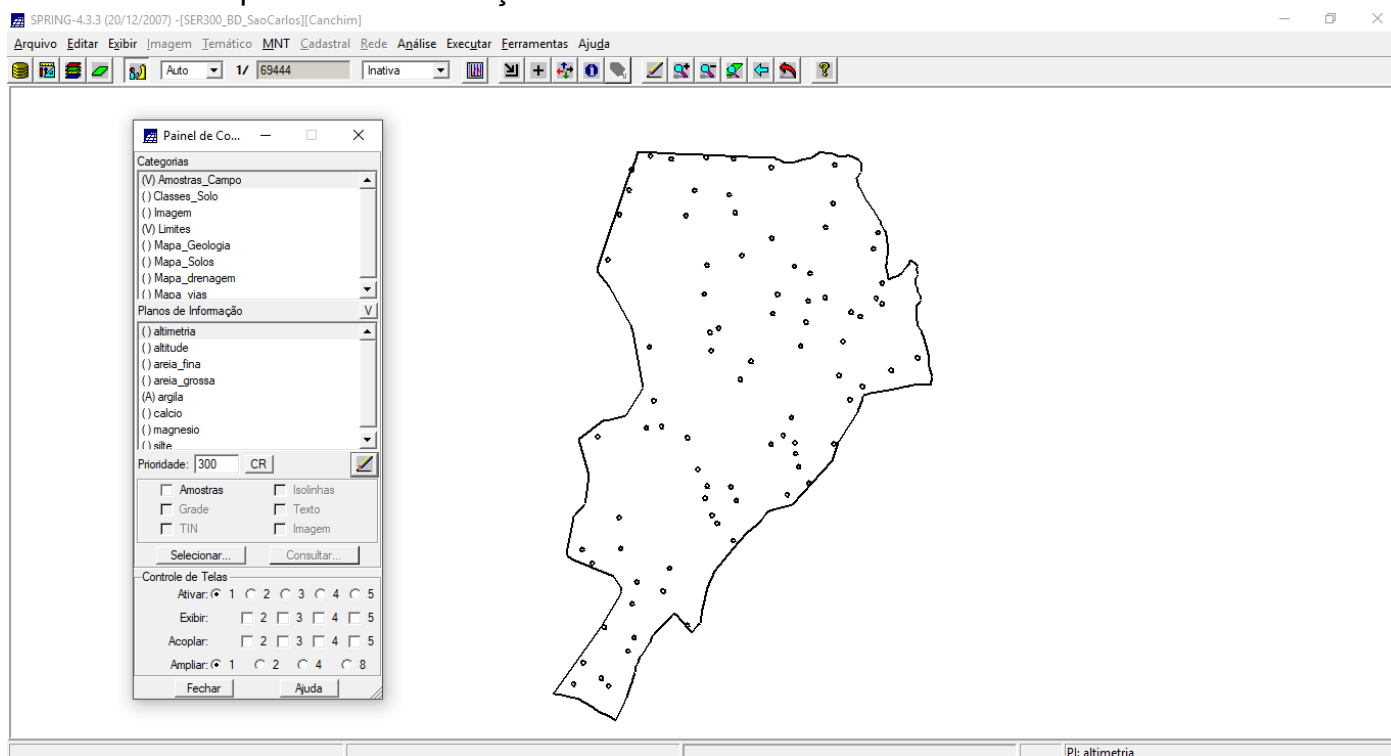 SPRING-4.3.3 (20/12/2007) -[SER300_BD_SaoCarlos][Canchim]
Arquivo Editar Exibir Imagem Temático MNT Cadastral Rede Análise Executar Ferramentas Ajuda
Auto 1/ 69444 Inativa
Painel de Co...
Categorias
(V) Amostras_Campo
( ) Classes_Solo
( ) Imagem
(V) Limites
( ) Mapa_Geologia
( ) Mapa_Solos
( ) Mapa_drenagem
( ) Mapa_vias
Planos de Informação V
( ) altimetria
( ) altitude
( ) areia_fina
( ) areia_grossa
(A) argila
( ) calcio
( ) magnesio
( ) silte
Prioridade: 300 CR
Amostras Isolinhas
Grade Texto
TIN Imagem
Selecionar... Consultar...
Controle de Telas
Ativar: 1 2 3 4 5
Exibir: 2 3 4 5
Acoplar: 2 3 4 5
Ampliar: 1 2 4 8
Fechar Ajuda
PI: altimetria